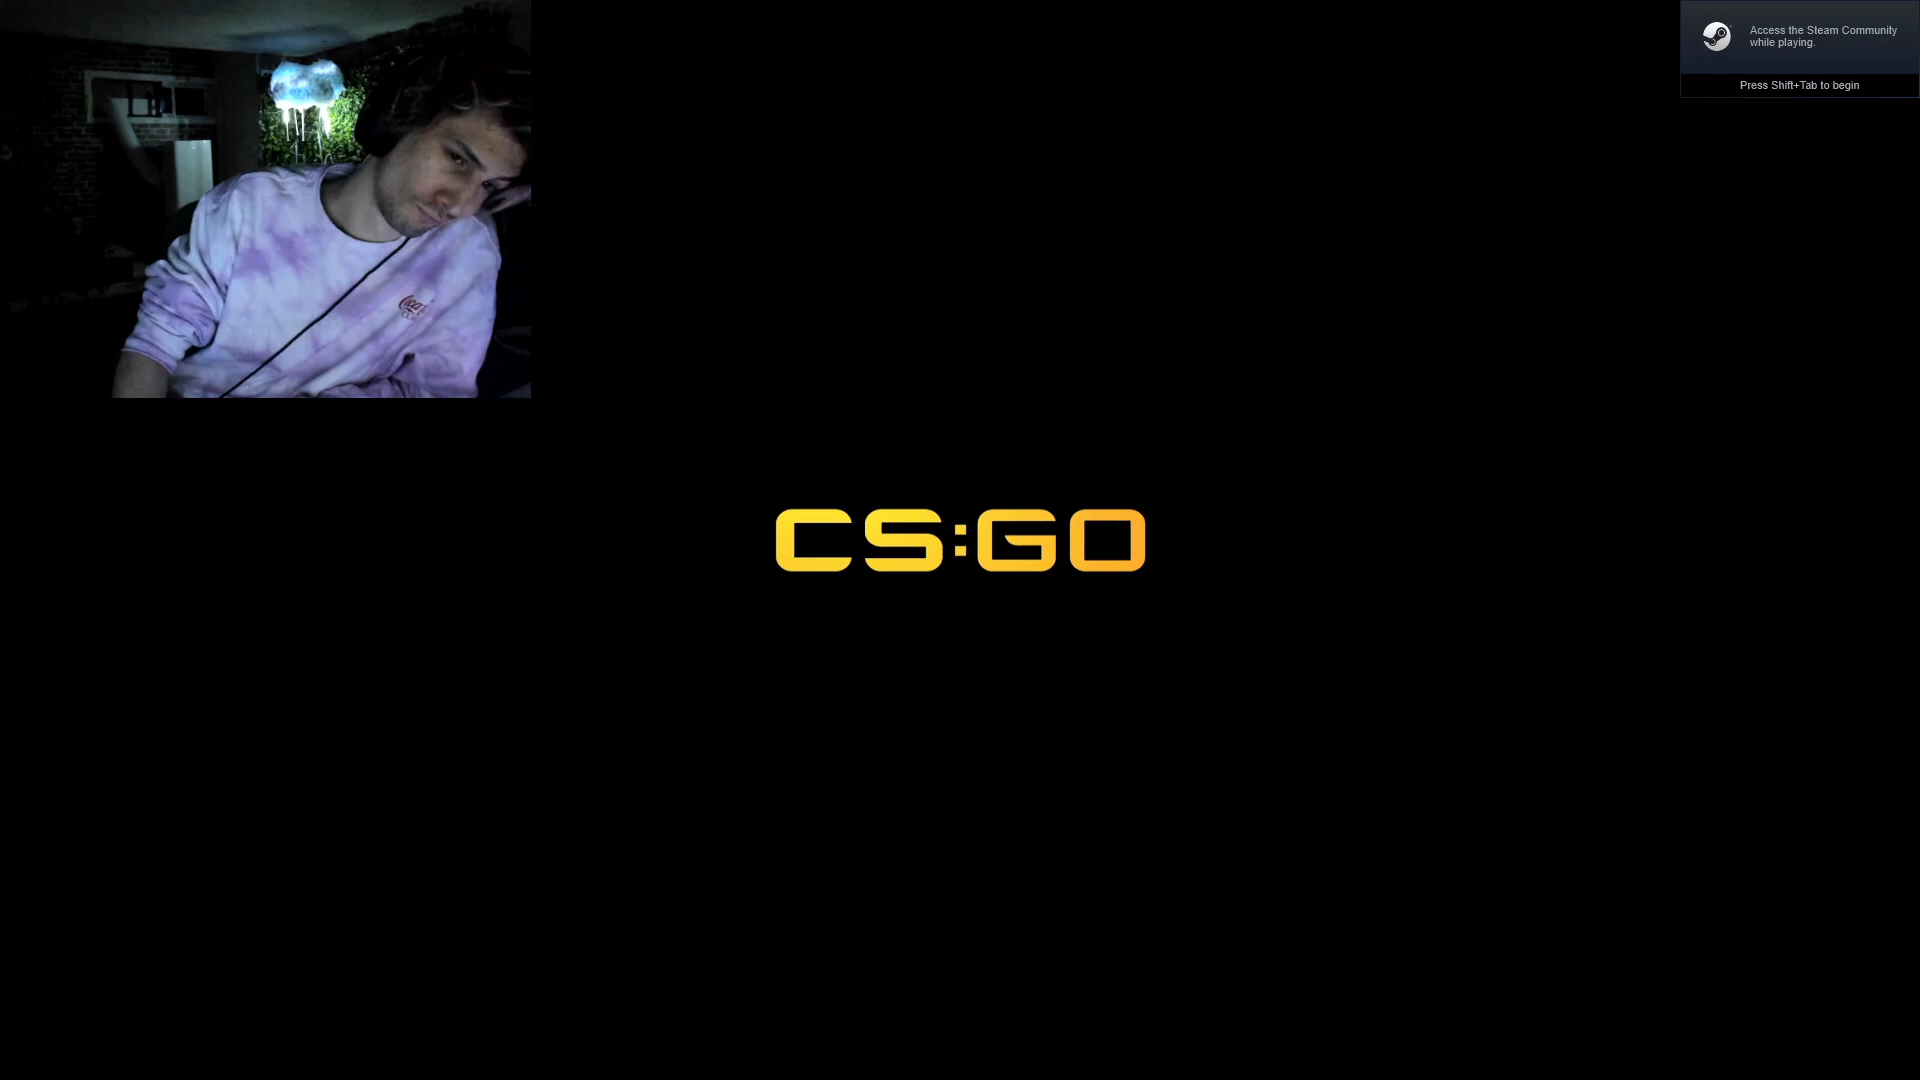 Access the Steam Community
while playing.
Press Shift+Tab to begin
CS:GO